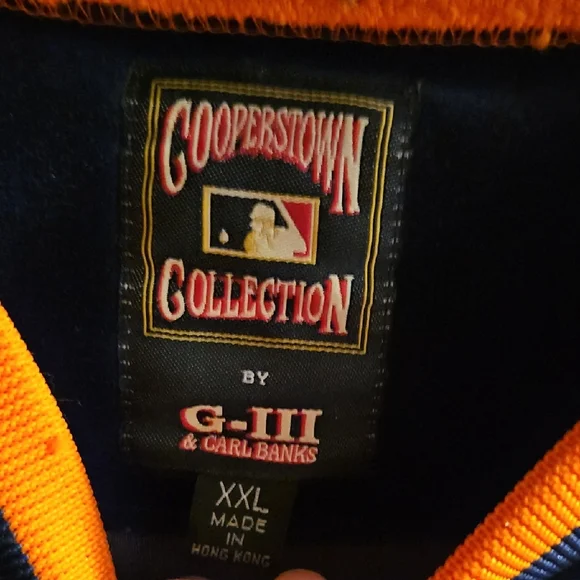 COOPERSTOWN
COLLECTION
BY
G-III
& CARL BANKS
XXL
MADE
IN
HONG KONG